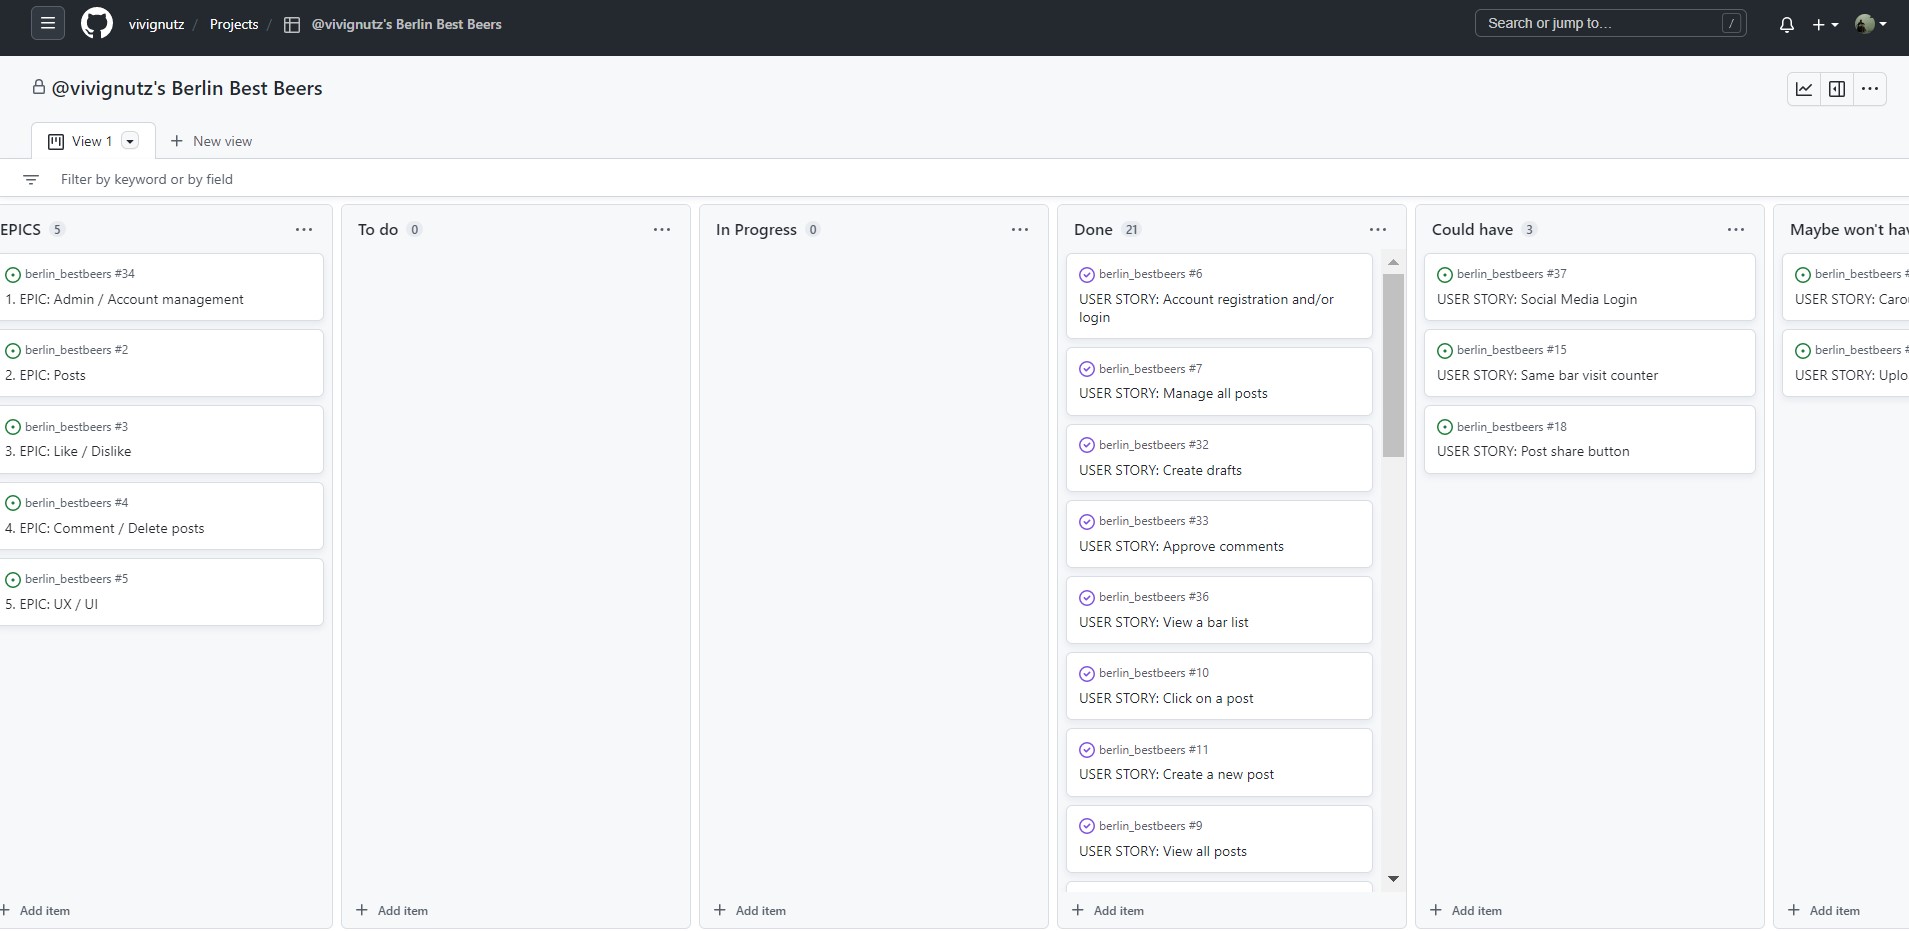 vivignutz / Projects / @vivignutz's Berlin Best Beers
Search or jump to... /
@vivignutz's Berlin Best Beers
View 1
New view
Filter by keyword or by field
EPICS 5
berlin_bestbeers #34
1. EPIC: Admin / Account management
berlin_bestbeers #2
2. EPIC: Posts
berlin_bestbeers #3
3. EPIC: Like / Dislike
berlin_bestbeers #4
4. EPIC: Comment / Delete posts
berlin_bestbeers #5
5. EPIC: UX / UI
Add item
To do 0
Add item
In Progress 0
Add item
Done 21
berlin_bestbeers #6
USER STORY: Account registration and/or
login
berlin_bestbeers #7
USER STORY: Manage all posts
berlin_bestbeers #32
USER STORY: Create drafts
berlin_bestbeers #33
USER STORY: Approve comments
berlin_bestbeers #36
USER STORY: View a bar list
berlin_bestbeers #10
USER STORY: Click on a post
berlin_bestbeers #11
USER STORY: Create a new post
berlin_bestbeers #9
USER STORY: View all posts
Add item
Could have 3
berlin_bestbeers #37
USER STORY: Social Media Login
berlin_bestbeers #15
USER STORY: Same bar visit counter
berlin_bestbeers #18
USER STORY: Post share button
Add item
Maybe won't
berlin_bestbeers
USER STORY:
berlin_bestbeers
USER STORY:
Add item